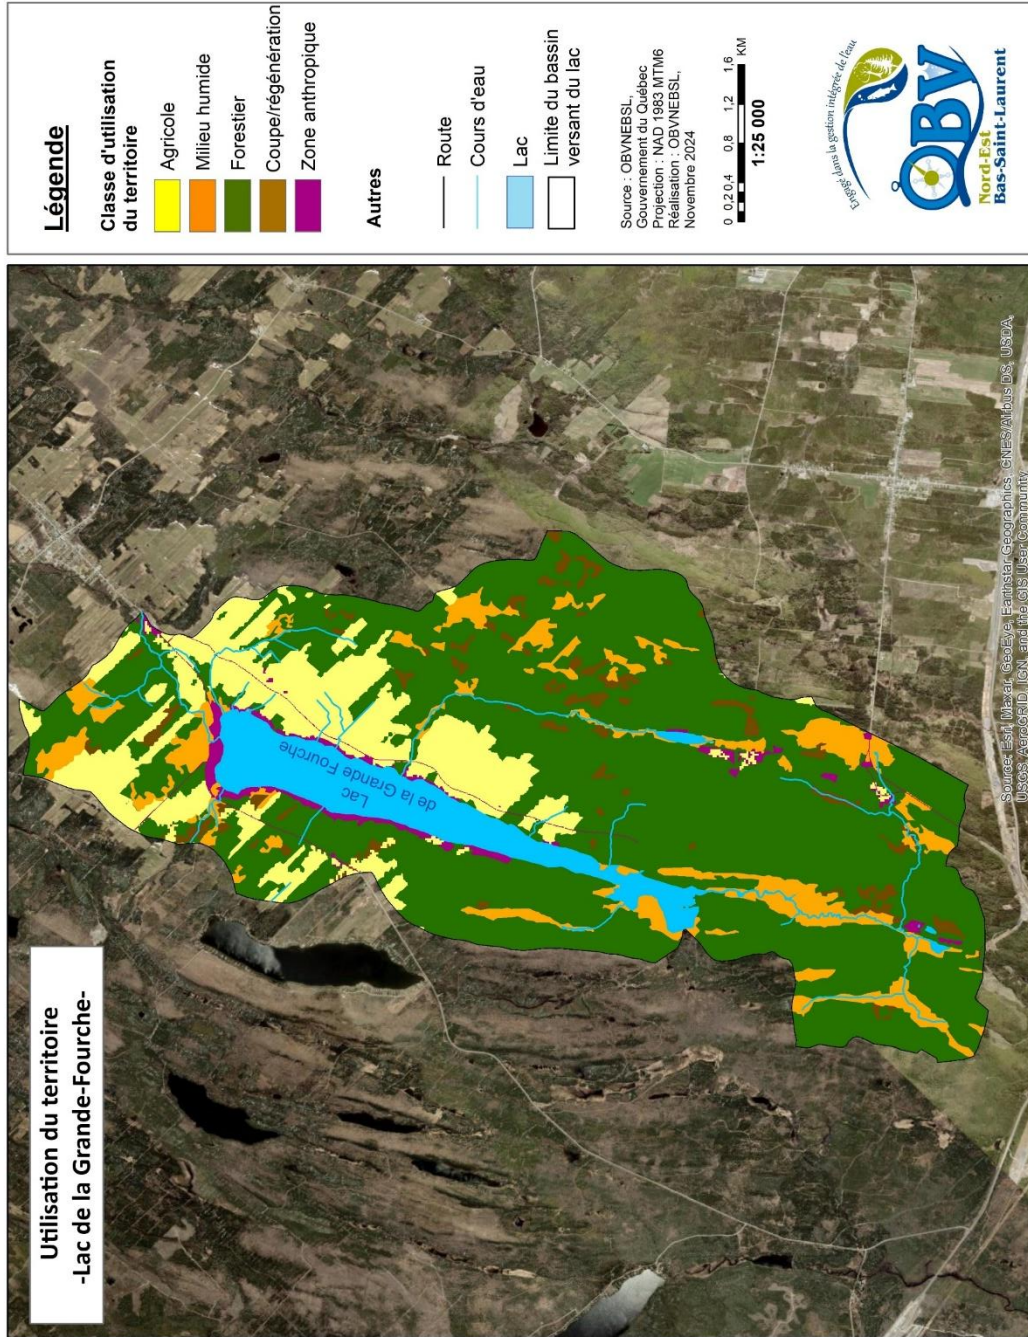 Utilisation du territoire
-Lac de la Grande-Fourche-
Lac
de la Grande Fourche
Source: Esri, Maxar, GeoEye, Earthstar Geographics, CNES/Airbus DS, USDA,
USGS, AeroGRID, IGN, and the GIS User Community
Légende
Classe d'utilisation
du territoire
Agricole
Milieu humide
Forestier
Coupe/régénération
Zone anthropique
Autres
Route
Cours d'eau
Lac
Limite du bassin
versant du lac
Source : OBVNEBSL,
Gouvernement du Québec
Projection : NAD 1983 MTM6
Réalisation : OBVNEBSL,
Novembre 2024
0 0,2 0,4 0,8 1,2 1,6 KM
1:25 000
Engagé dans la gestion intégrée de l'eau
OBV
Nord-Est
Bas-Saint-Laurent